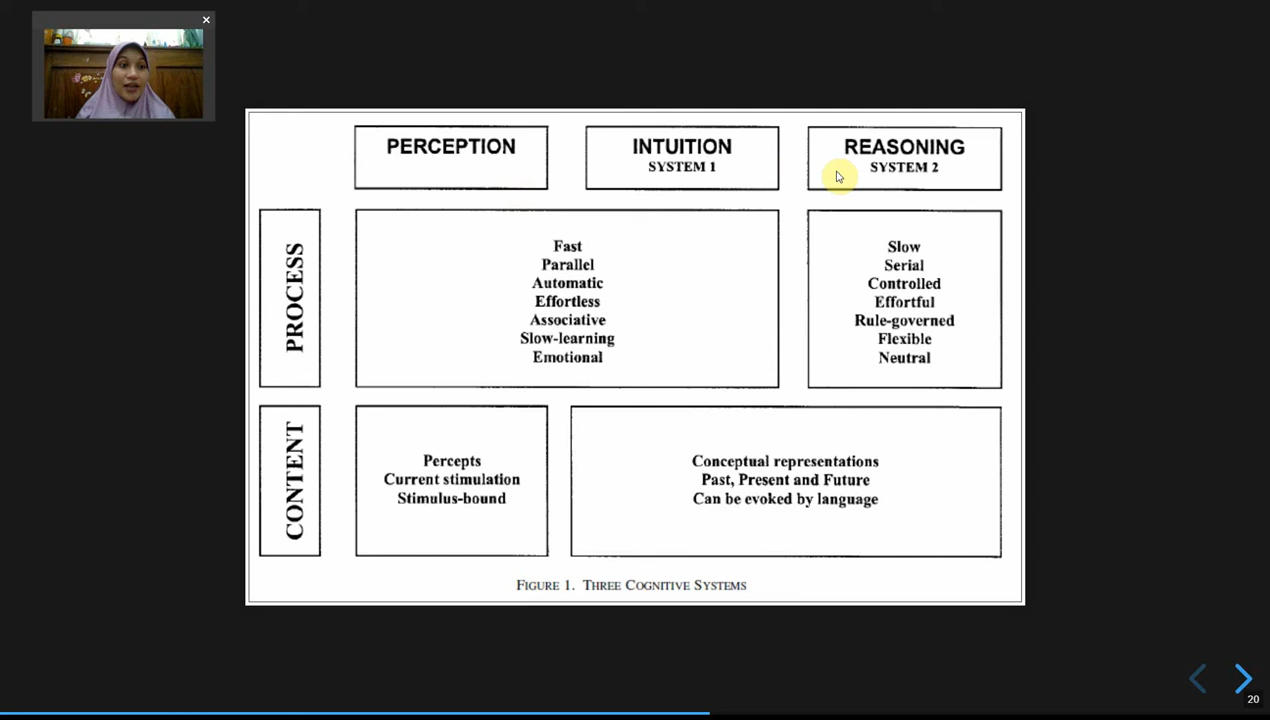 PERCEPTION
INTUITION
SYSTEM 1
REASONING
SYSTEM 2
PROCESS
Fast
Parallel
Automatic
Effortless
Associative
Slow-learning
Emotional
Slow
Serial
Controlled
Effortful
Rule-governed
Flexible
Neutral
CONTENT
Percepts
Current stimulation
Stimulus-bound
Conceptual representations
Past, Present and Future
Can be evoked by language
FIGURE 1. THREE COGNITIVE SYSTEMS
20